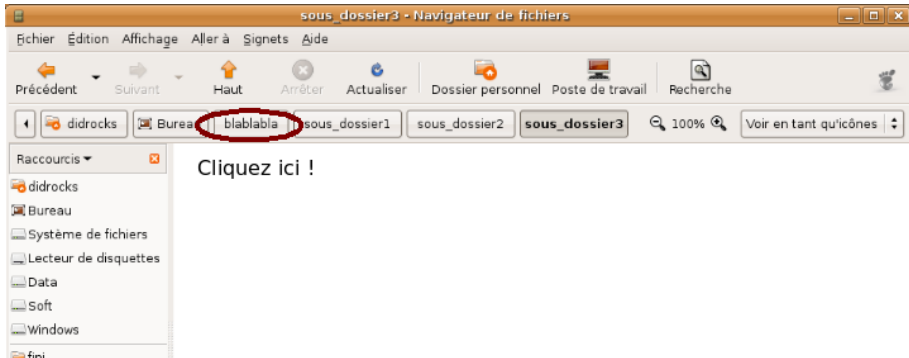 sous_dossier3 - Navigateur de fichiers
Fichier Édition Affichage Aller à Signets Aide
Précédent Suivant Haut Arrêter Actualiser Dossier personnel Poste de travail Recherche
didrocks Bureau blablabla sous_dossier1 sous_dossier2 sous_dossier3 100% Voir en tant qu'icônes
Raccourcis
Cliquez ici !
didrocks
Bureau
Système de fichiers
Lecteur de disquettes
Data
Soft
Windows
fini